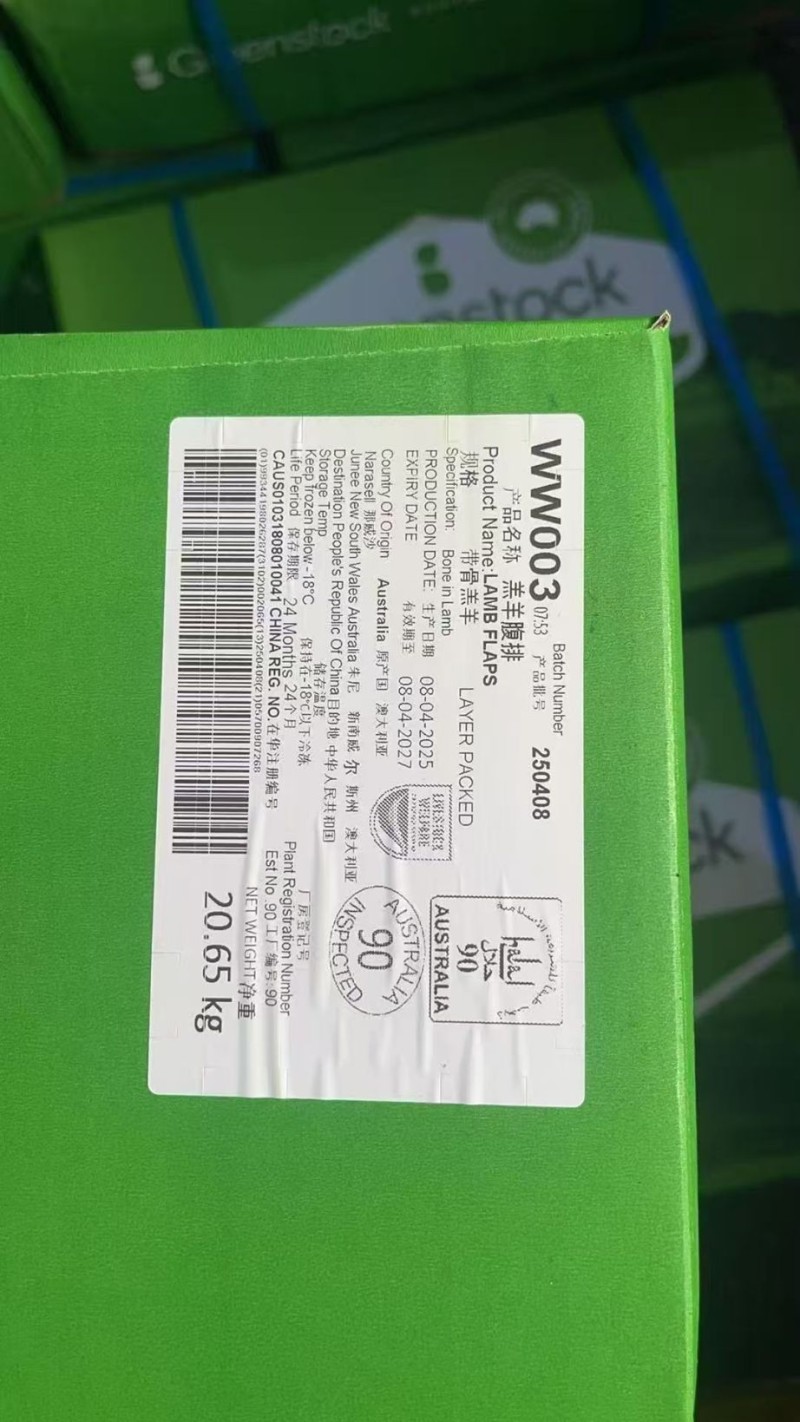 Greenstock
WW003 07:53
Batch Number
产品批号 250408
产品名称 羔羊腹排
Product Name:LAMB FLAPS
规格 带骨羔羊 LAYER PACKED
Specification: Bone in Lamb
PRODUCTION DATE: 生产日期 08-04-2025
EXPIRY DATE 有效期至 08-04-2027
Country Of Origin Australia 原产国 澳大利亚
Narasell 那威沙
Junee New South Wales Australia 朱尼 新南威 尔 斯州 澳大利亚
Destination People's Republic Of China 目的地 中华人民共和国
Storage Temp 储存温度
Keep frozen below -18°C 保持在-18°C以下冷冻
Life Period 保存期限 24 Months 24个月
CAUS01031808010041 CHINA REG. NO.在华注册编号
halal
حلال
90
AUSTRALIA
LIVESTOCK
WELFARE
AUSTRALIA
90
INSPECTED
厂房登记号
Plant Registration Number
Est No 90 工厂编号:90
NET WEIGHT 净重
20.65 kg